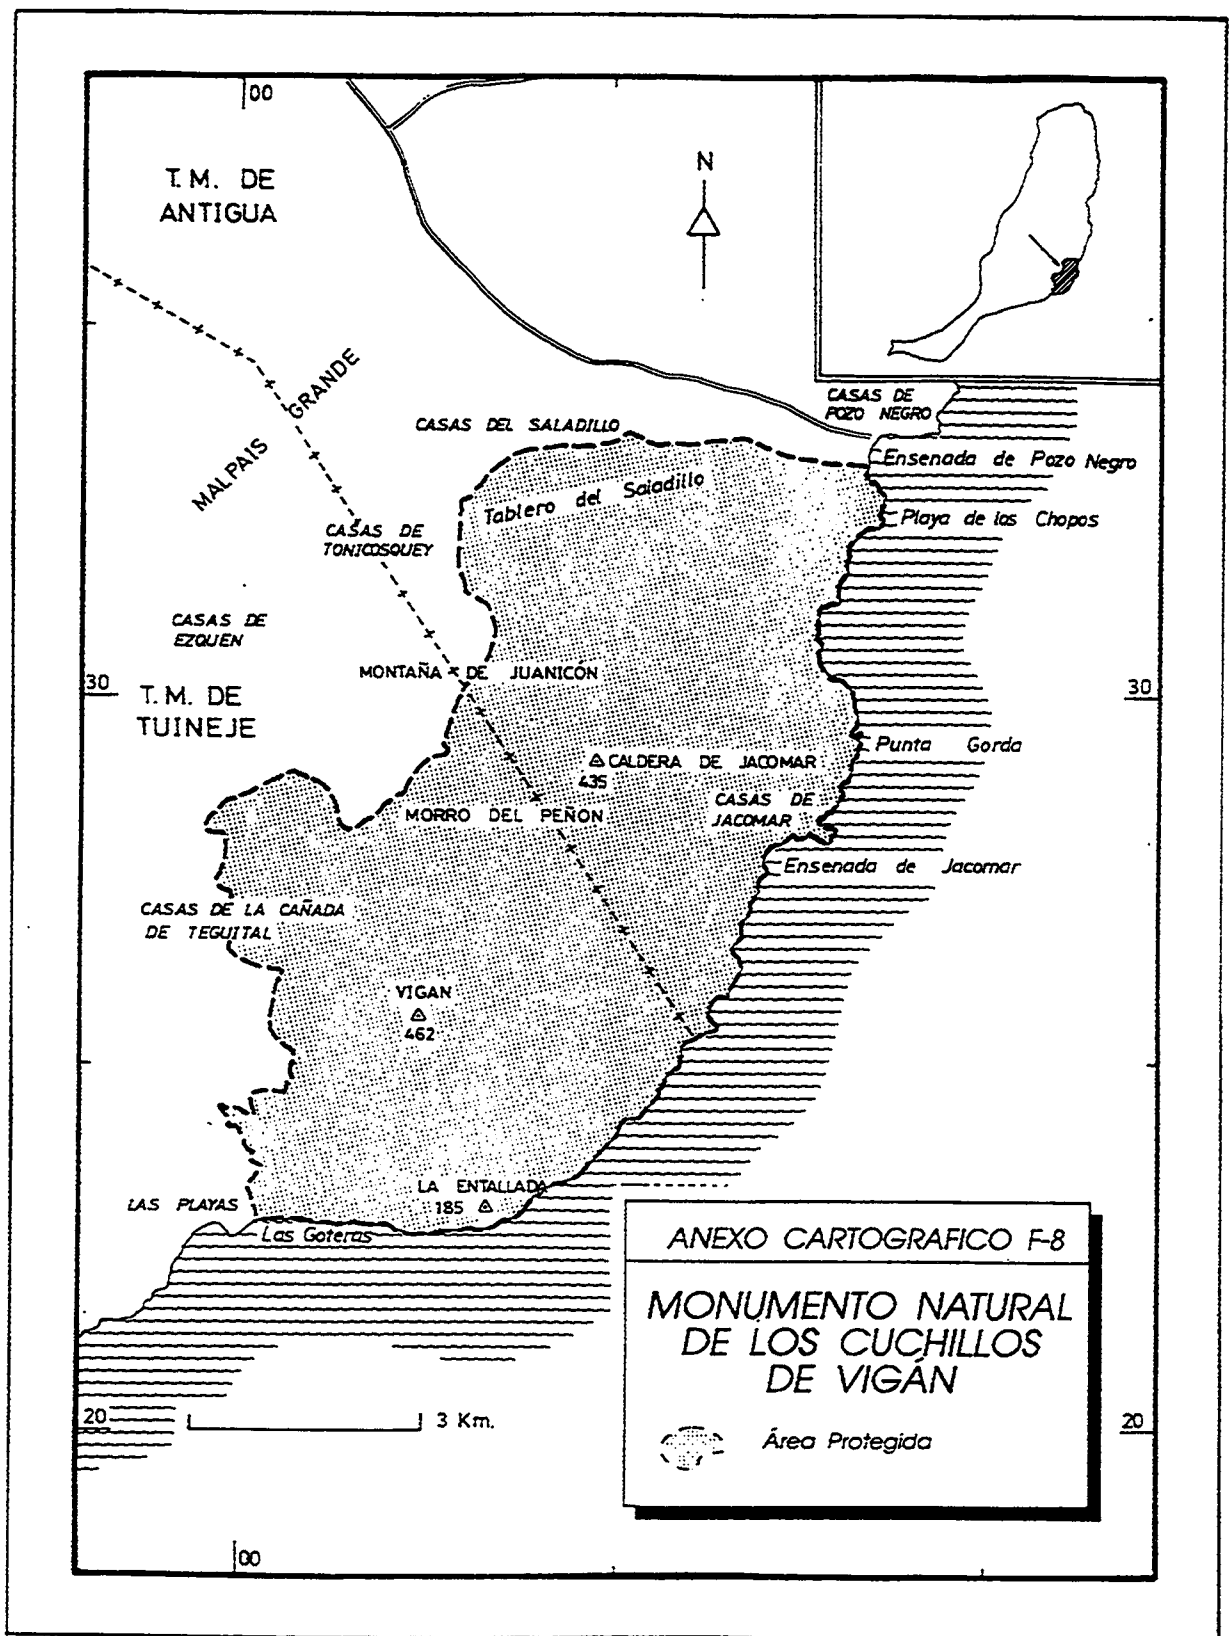 00
T.M. DE
ANTIGUA
N
MALPAIS GRANDE
CASAS DE
POZO NEGRO
CASAS DEL SALADILLO
Ensenada de Pozo Negro
Tablero del Saladillo
Playa de los Chopos
CASAS DE
TONICOSQUEY
CASAS DE
EZQUEN
MONTAÑA DE JUANICÓN
30
30
T.M. DE
TUINEJE
Punta Gorda
CALDERA DE JACOMAR
435
CASAS DE
JACOMAR
MORRO DEL PEÑON
Ensenada de Jacomar
CASAS DE LA CAÑADA
DE TEGUITAL
VIGAN
462
LA ENTALLADA
185
LAS PLAYAS
Las Goteras
ANEXO CARTOGRAFICO F-8
MONUMENTO NATURAL
DE LOS CUCHILLOS
DE VIGÁN
Área Protegida
20
3 Km.
20
00